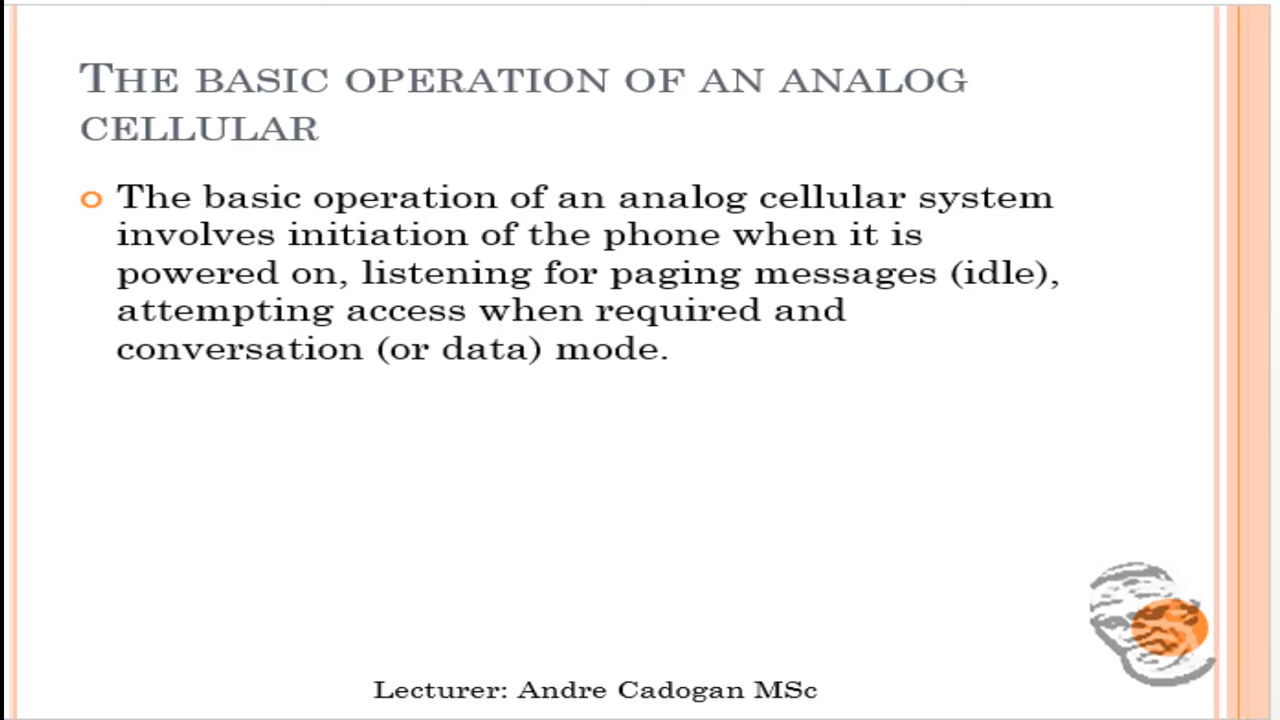 THE BASIC OPERATION OF AN ANALOG
CELLULAR
The basic operation of an analog cellular system
involves initiation of the phone when it is
powered on, listening for paging messages (idle),
attempting access when required and
conversation (or data) mode.
Lecturer: Andre Cadogan MSc